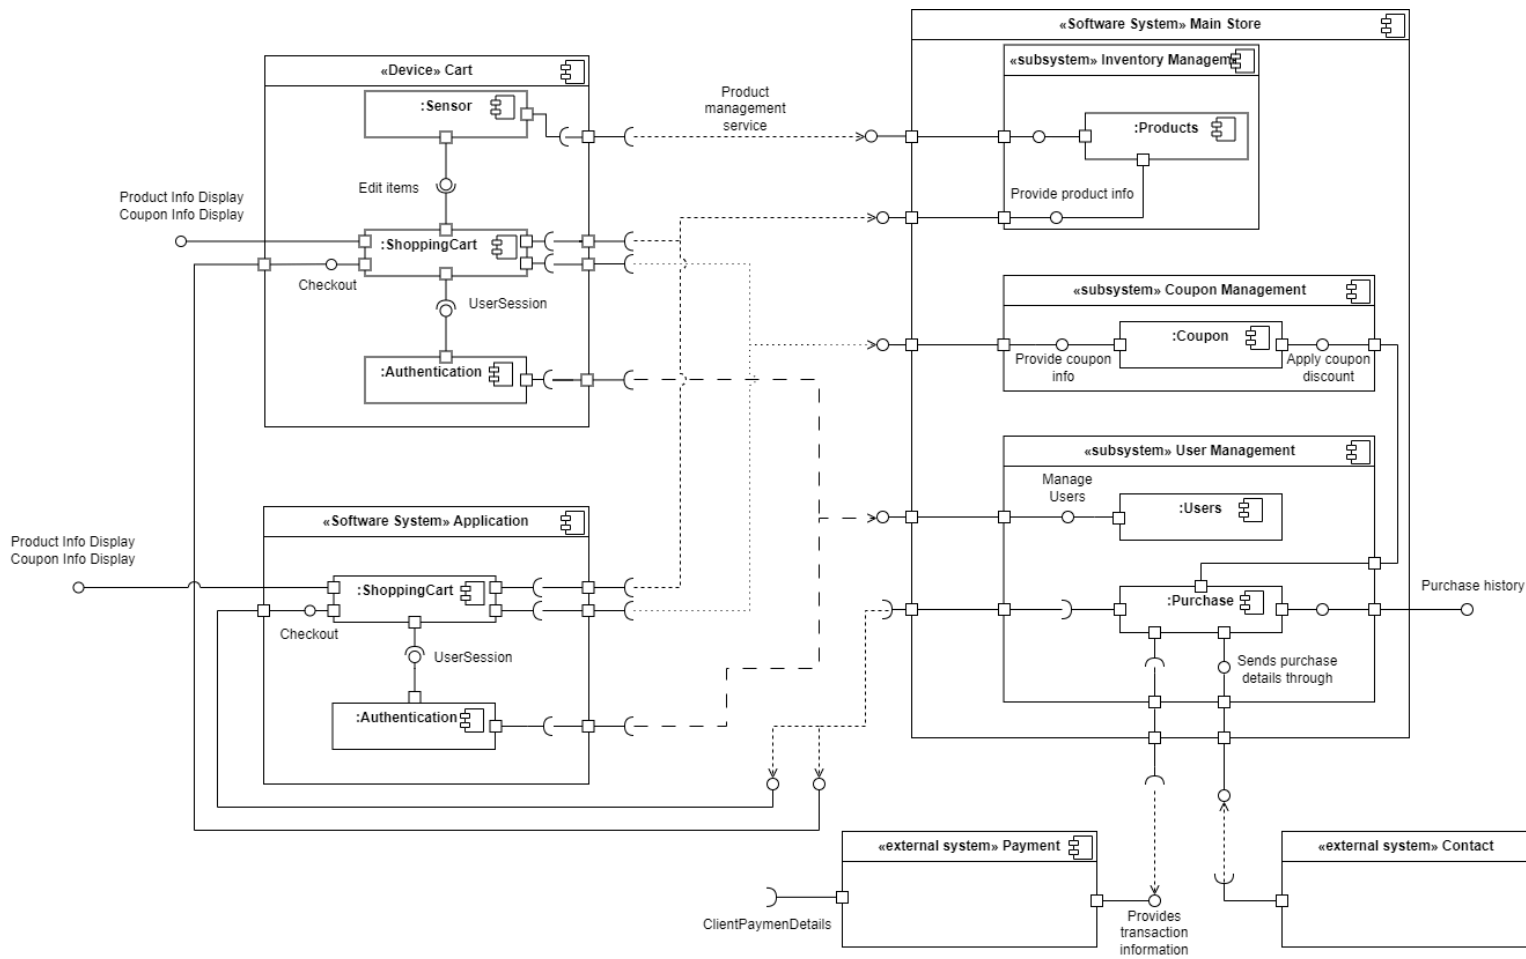 «Software System» Main Store
«subsystem» Inventory Managem
«Device» Cart
:Sensor
Product
management
service
:Products
Edit items
Product Info Display
Coupon Info Display
Provide product info
:ShoppingCart
Checkout
UserSession
«subsystem» Coupon Management
:Coupon
Provide coupon
info
Apply coupon
discount
:Authentication
«subsystem» User Management
Manage
Users
:Users
«Software System» Application
Product Info Display
Coupon Info Display
:ShoppingCart
Checkout
UserSession
:Purchase
Purchase history
Sends purchase
details through
:Authentication
«external system» Payment
«external system» Contact
ClientPaymenDetails
Provides
transaction
information